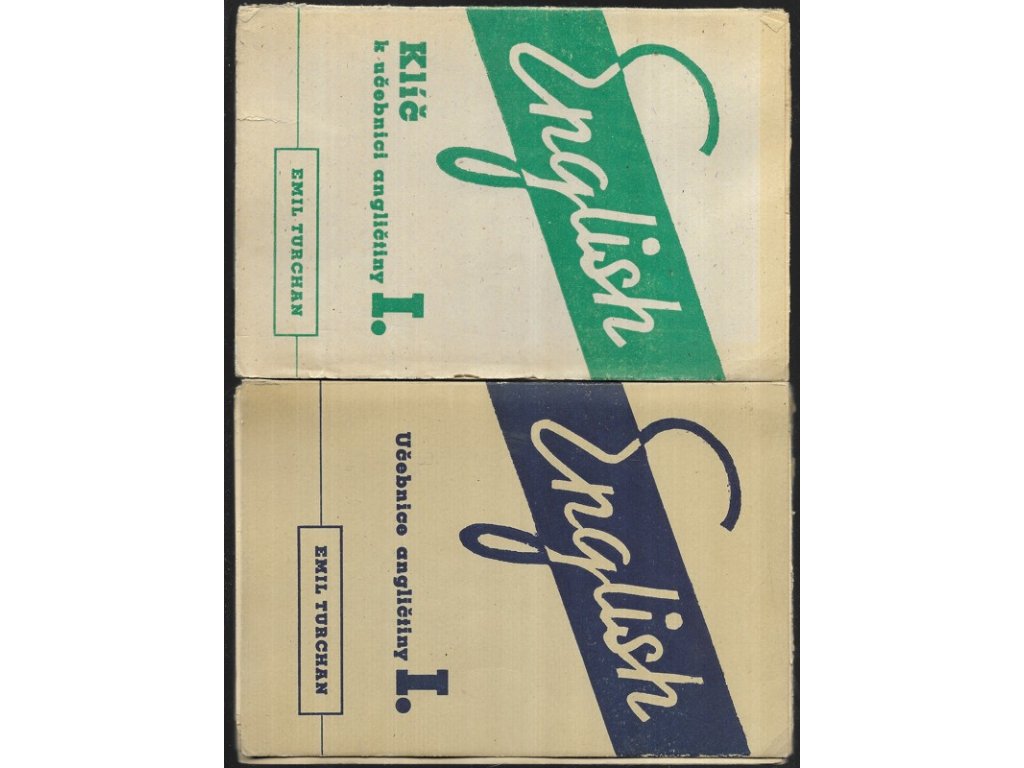 English
Klíč
k učebnici angličtiny I.
EMIL TURCHAN
English
Učebnice angličtiny I.
EMIL TURCHAN